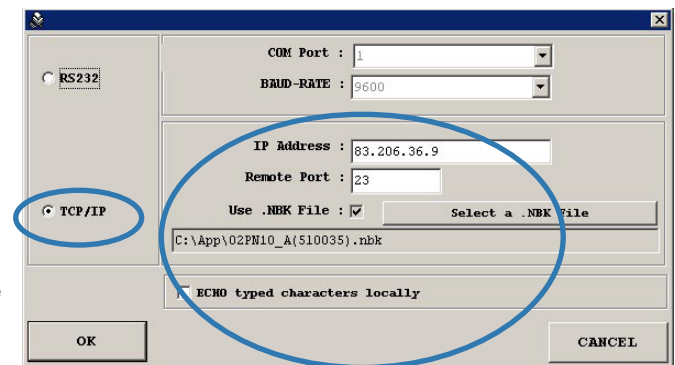 COM Port : 1
RS232
BAUD-RATE : 9600
IP Address : 83.206.36.9
Remote Port : 23
TCP/IP
Use .NBK File : Select a .NBK File
C:\App\02PN10_A(510035).nbk
ECHO typed characters locally
OK
CANCEL